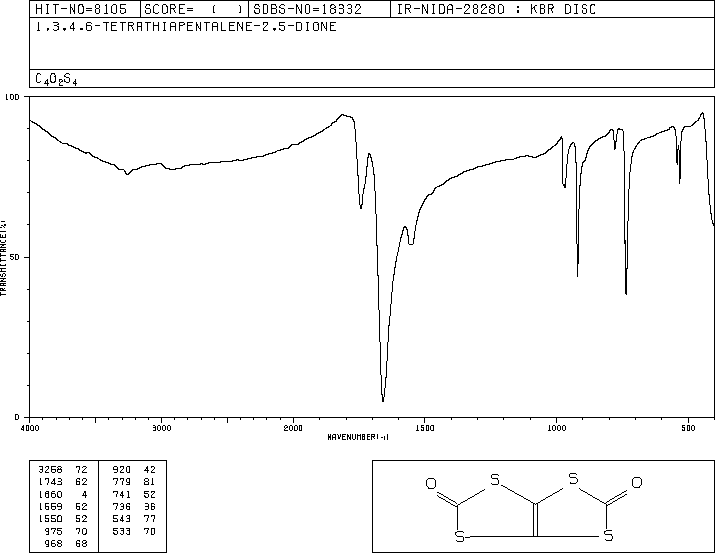 HIT-NO=8105 SCORE= ( ) SDBS-NO=18332 IR-NIDA-28280 : KBR DISC
1,3,4,6-TETRATHIAPENTALENE-2,5-DIONE
C4O2S4
100
50
0
TRANSMITTANCE(%)
4000 3000 2000 1500 1000 500
WAVENUMBER(-1)
3268 72 920 42
1743 62 779 81
1660 4 741 52
1559 52 736 36
1550 52 543 77
975 70 533 70
968 68
O S S O
S S